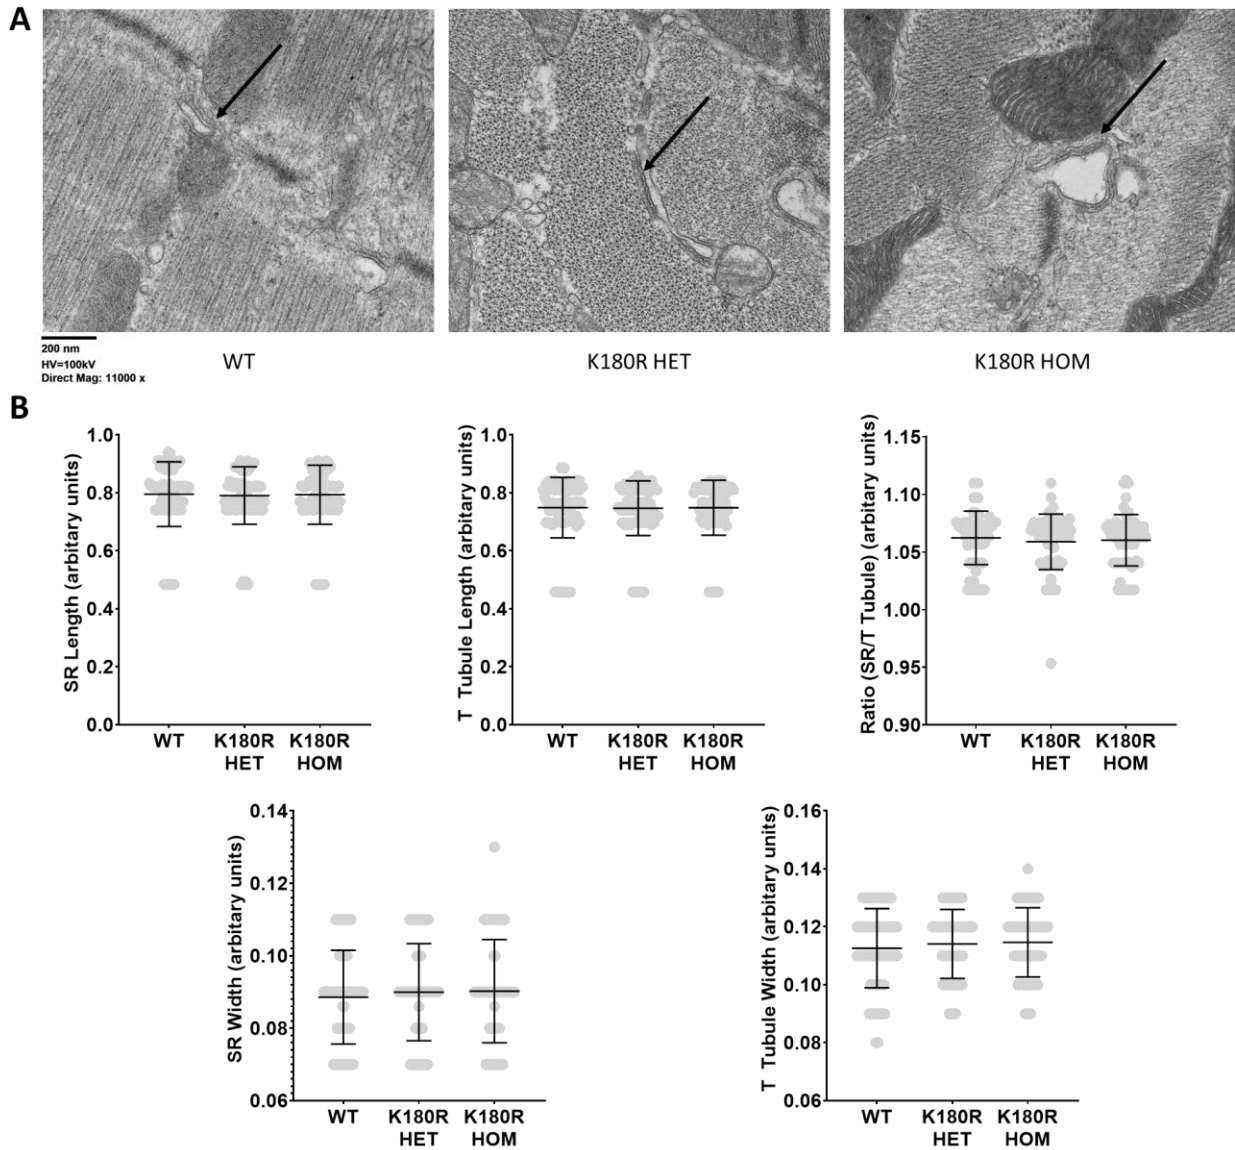 A
200 nm
HV=100kV
Direct Mag: 11000 x
WT
K180R HET
K180R HOM
B
SR Length (arbitary units)
1.0
0.8
0.6
0.4
0.2
0.0
WT
K180R
HET
K180R
HOM
T Tubule Length (arbitary units)
1.0
0.8
0.6
0.4
0.2
0.0
WT
K180R
HET
K180R
HOM
Ratio (SR/T Tubule) (arbitary units)
1.15
1.10
1.05
1.00
0.95
0.90
WT
K180R
HET
K180R
HOM
SR Width (arbitary units)
0.14
0.12
0.10
0.08
0.06
WT
K180R
HET
K180R
HOM
T Tubule Width (arbitary units)
0.16
0.14
0.12
0.10
0.08
0.06
WT
K180R
HET
K180R
HOM